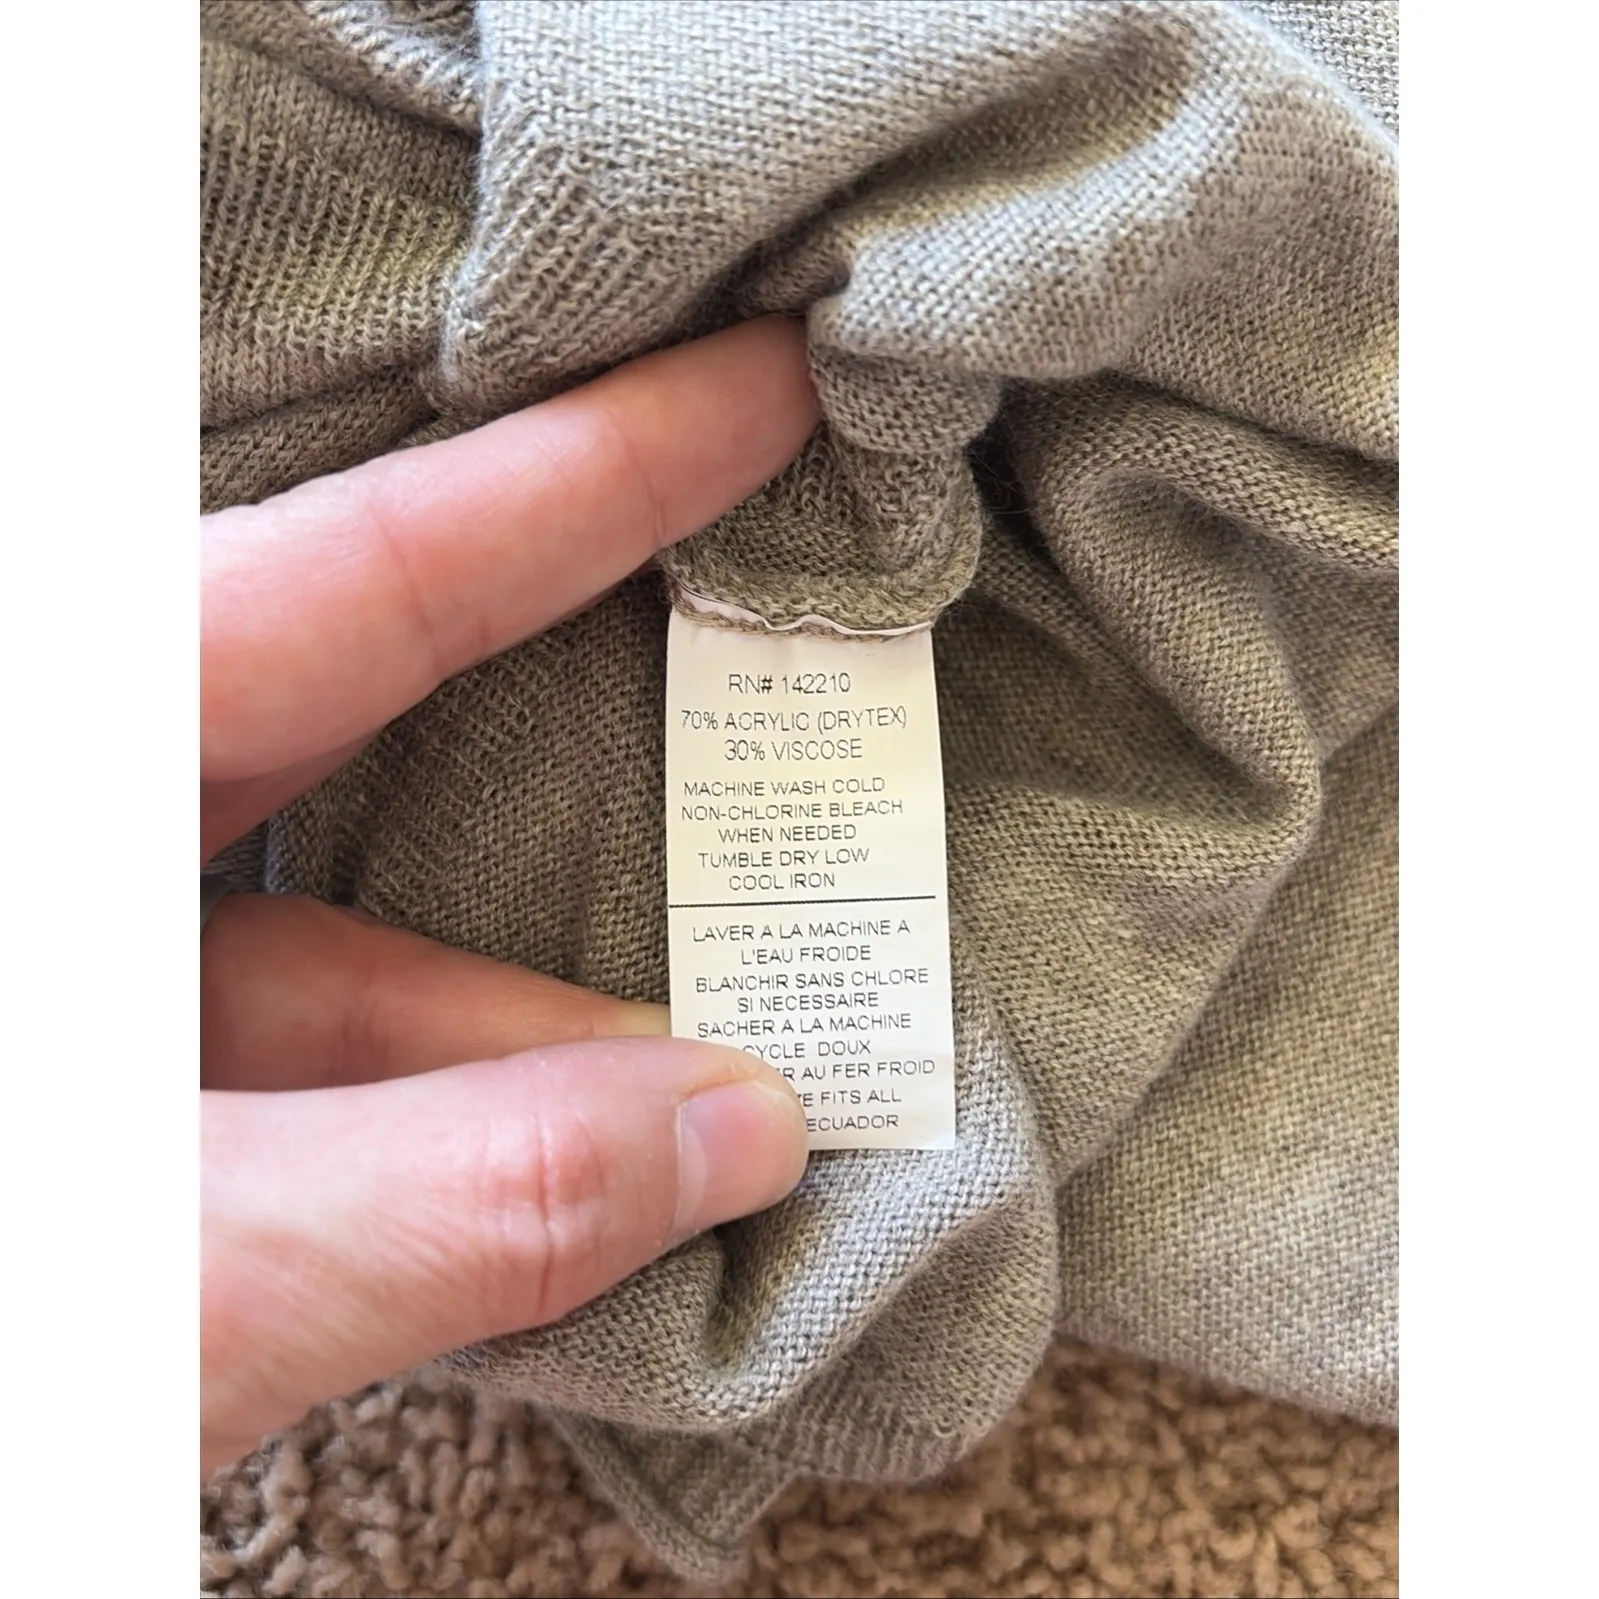 RN# 142210
70% ACRYLIC (DRYTEX)
30% VISCOSE
MACHINE WASH COLD
NON-CHLORINE BLEACH
WHEN NEEDED
TUMBLE DRY LOW
COOL IRON
LAVER A LA MACHINE A
L'EAU FROIDE
BLANCHIR SANS CHLORE
SI NECESSAIRE
SACHER A LA MACHINE
CYCLE DOUX
AU FER FROID
FITS ALL
ECUADOR